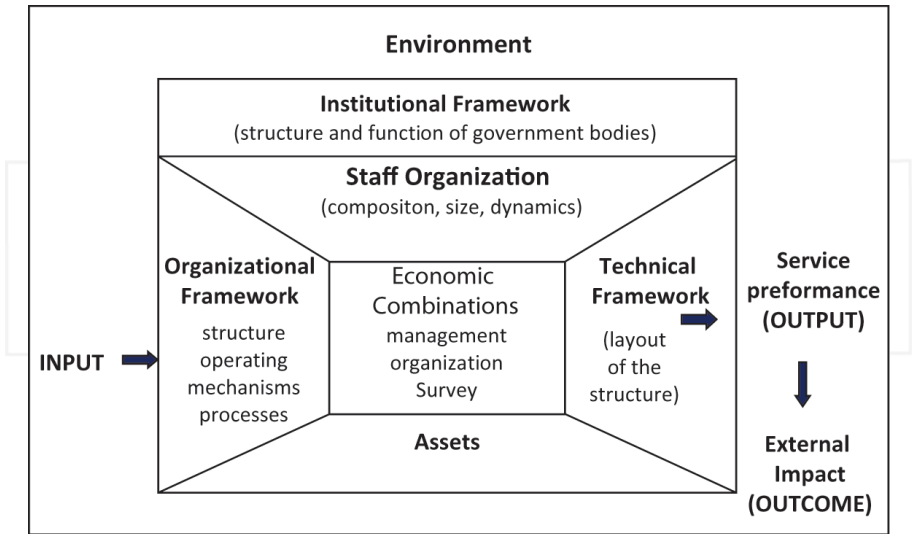 Environment
Institutional Framework
(structure and function of government bodies)
Staff Organization
(compositon, size, dynamics)
INPUT
Organizational
Framework
structure
operating
mechanisms
processes
Economic
Combinations
management
organization
Survey
Technical
Framework
(layout
of the
structure)
Assets
Service
preformance
(OUTPUT)
External
Impact
(OUTCOME)